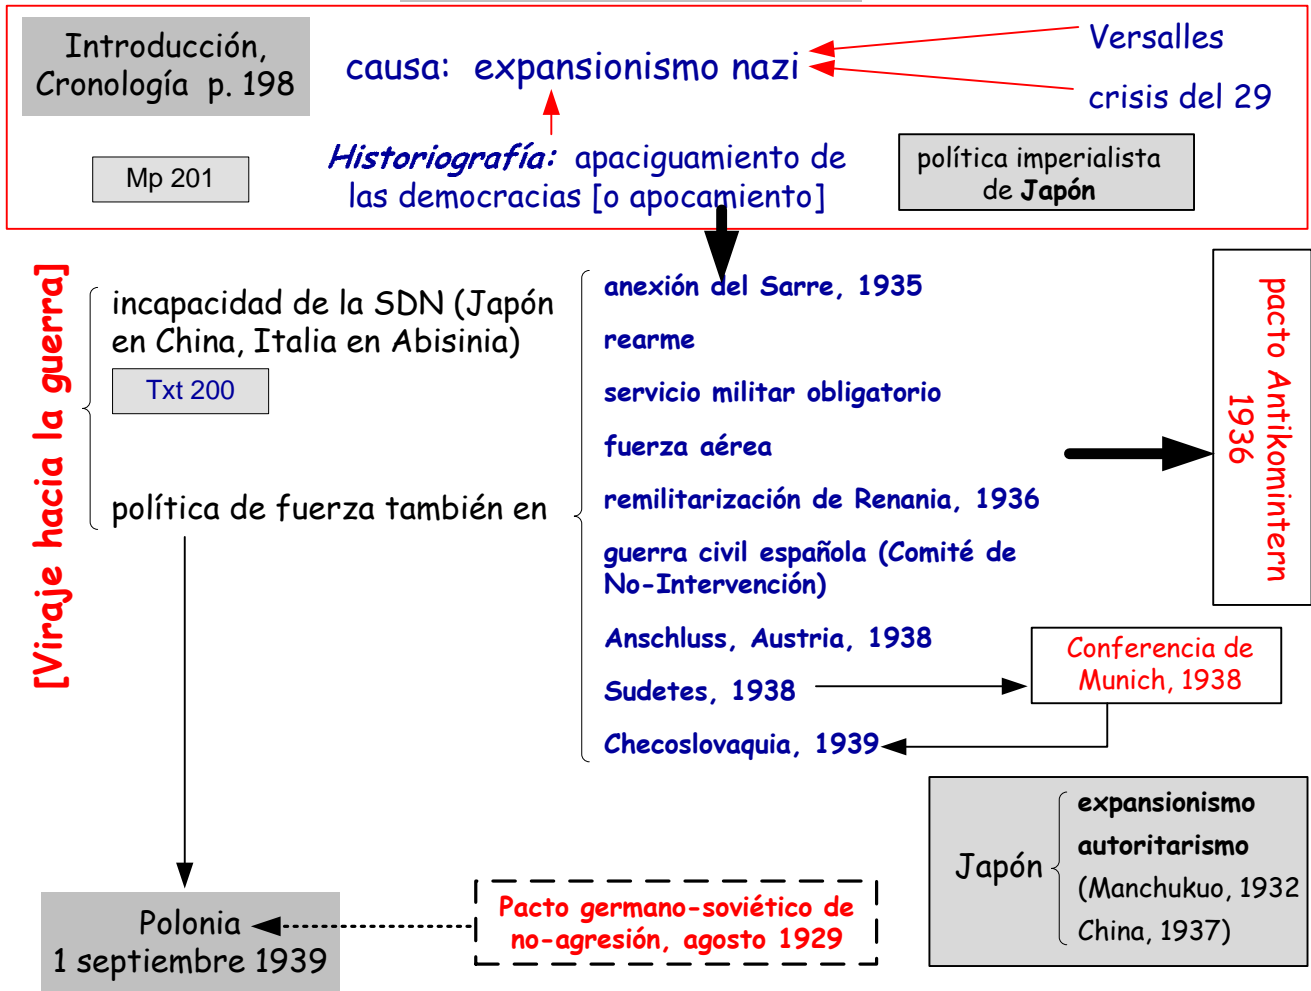 Introducción,
Cronología p. 198
causa: expansionismo nazi
Versalles
crisis del 29
Historiografía: apaciguamiento de
las democracias [o apocamiento]
Mp 201
política imperialista
de Japón
[Viraje hacia la guerra]
incapacidad de la SDN (Japón
en China, Italia en Abisinia)
Txt 200
política de fuerza también en
anexión del Sarre, 1935
rearme
servicio militar obligatorio
fuerza aérea
remilitarización de Renania, 1936
guerra civil española (Comité de
No-Intervención)
Anschluss, Austria, 1938
Sudetes, 1938
Checoslovaquia, 1939
pacto Antikomintern
1936
Conferencia de
Munich, 1938
Japón
expansionismo
autoritarismo
(Manchukuo, 1932
China, 1937)
Pacto germano-soviético de
no-agresión, agosto 1929
Polonia
1 septiembre 1939